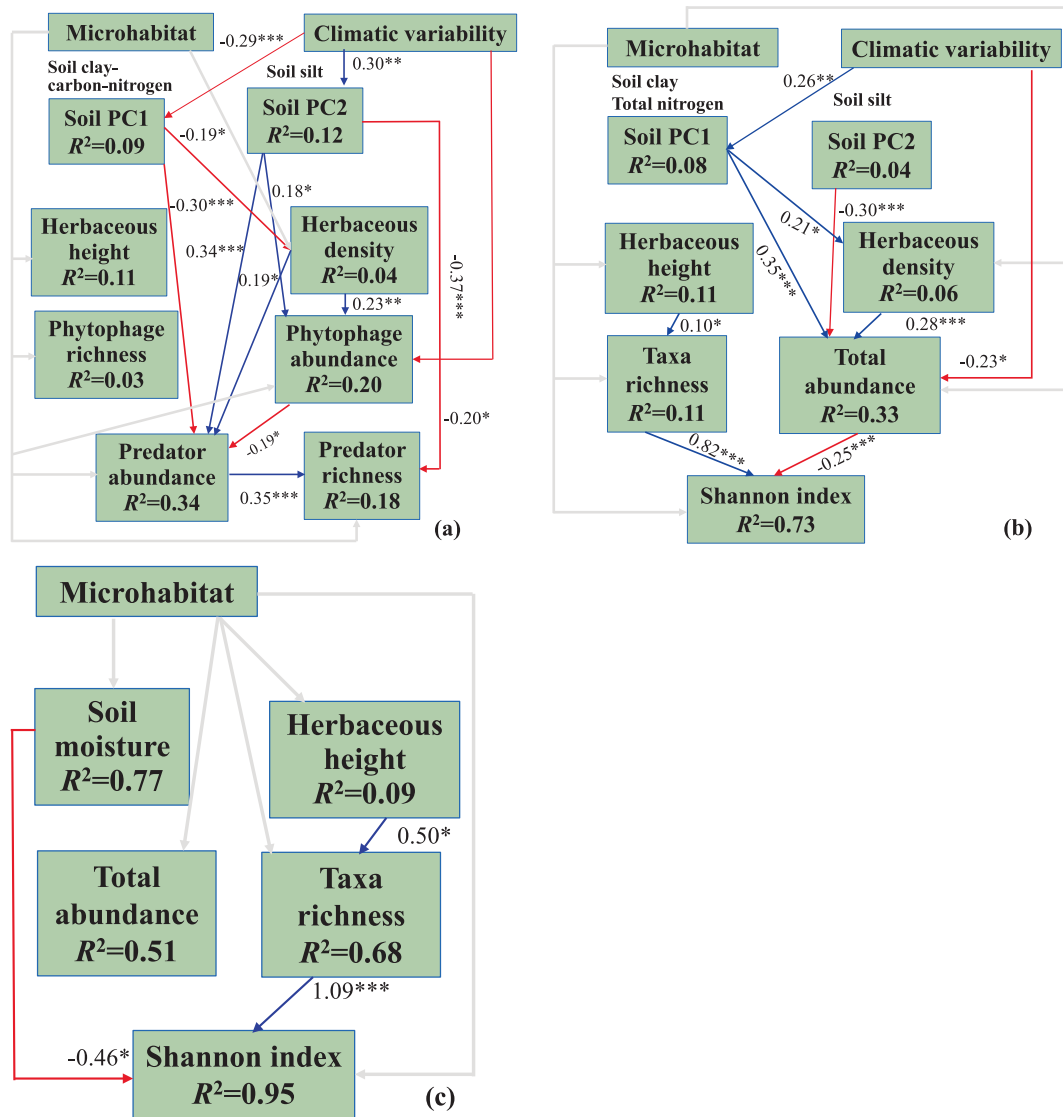 Microhabitat
Climatic variability
-0.29***
0.30**
Soil clay-
carbon-nitrogen
Soil silt
Soil PC1
R²=0.09
Soil PC2
R²=0.12
-0.19*
-0.30***
0.18*
0.34***
0.19*
Herbaceous
height
R²=0.11
Herbaceous
density
R²=0.04
-0.37***
0.23**
Phytophage
richness
R²=0.03
Phytophage
abundance
R²=0.20
-0.19*
-0.20*
Predator
abundance
R²=0.34
0.35***
Predator
richness
R²=0.18
(a)
Microhabitat
Climatic variability
Soil clay
Total nitrogen
0.26**
Soil silt
Soil PC1
R²=0.08
Soil PC2
R²=0.04
-0.30***
0.21*
0.35***
Herbaceous
height
R²=0.11
Herbaceous
density
R²=0.06
0.10*
0.28***
Taxa
richness
R²=0.11
Total
abundance
R²=0.33
-0.23*
0.82***
-0.25***
Shannon index
R²=0.73
(b)
Microhabitat
Soil
moisture
R²=0.77
Herbaceous
height
R²=0.09
0.50*
Total
abundance
R²=0.51
Taxa
richness
R²=0.68
1.09***
-0.46*
Shannon index
R²=0.95
(c)